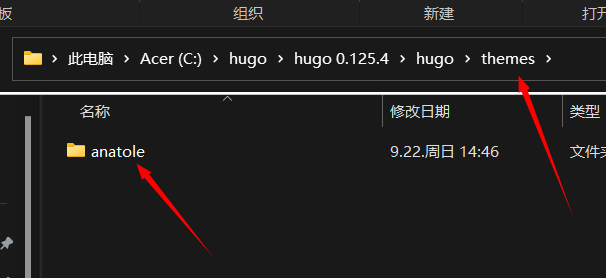 板 组织 新建 打开
此电脑 › Acer (C:) › hugo › hugo 0.125.4 › hugo › themes ›
名称 修改日期 类型
anatole 9.22.周日 14:46 文件夹